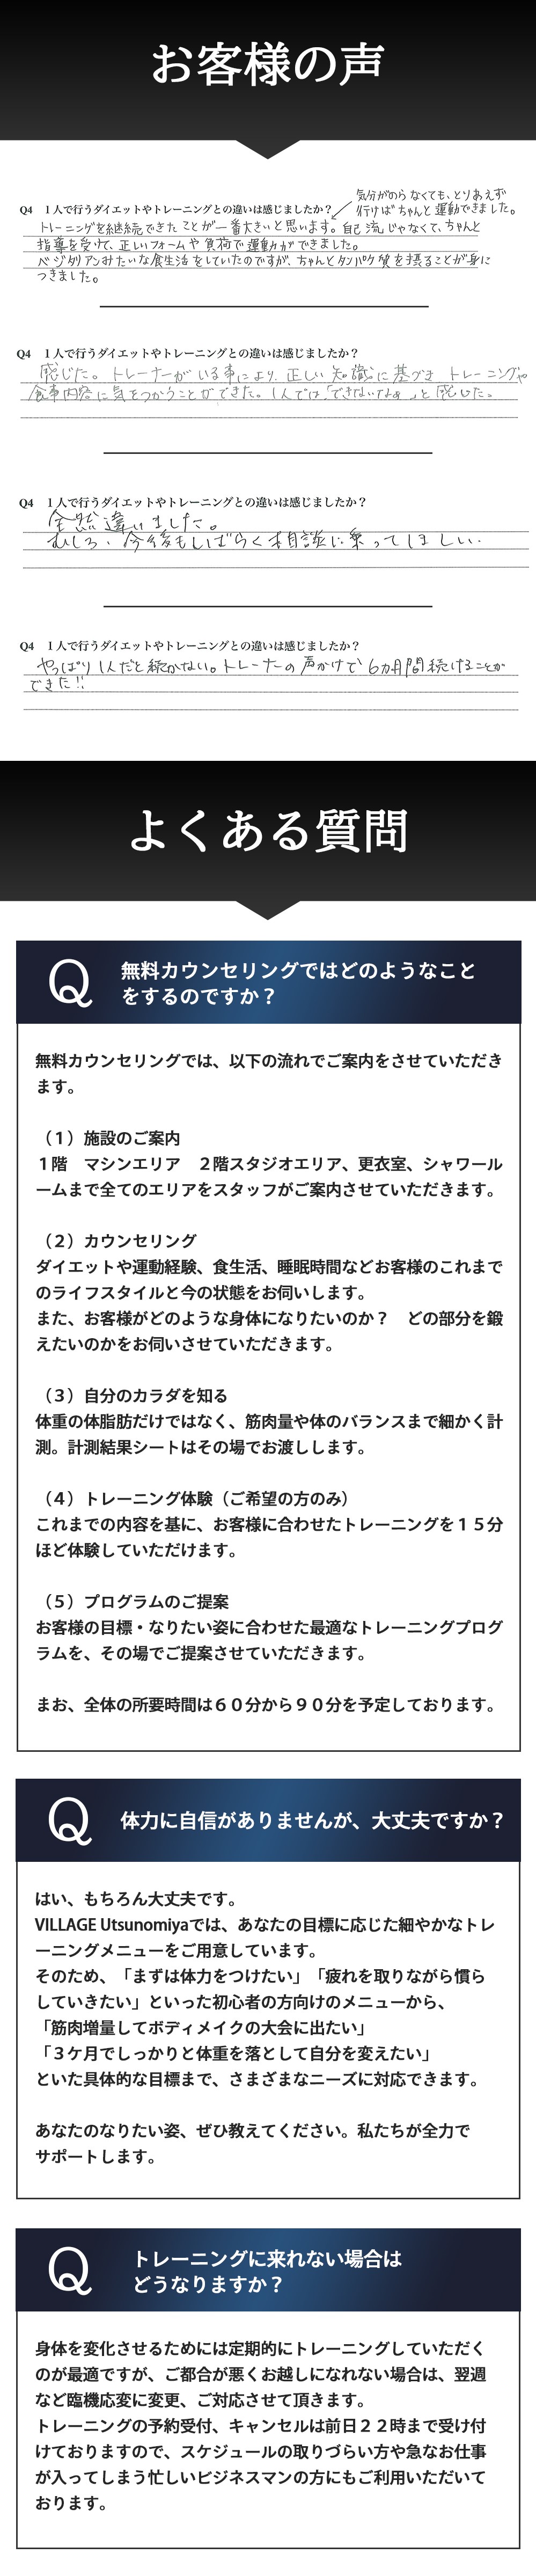 お客様の声
気分がのらなくても、とりあえず
行けばちゃんと運動できました。
Q4 1人で行うダイエットやトレーニングとの違いは感じましたか？
トレーニングを継続できたことが一番大きいと思います。自己流じゃなくて、ちゃんと
指導を受けて、正しいフォームや負荷で運動ができました。
ベジタリアンみたいな食生活をしていたのですが、ちゃんとタンパク質を摂ることが身に
つきました。
Q4 1人で行うダイエットやトレーニングとの違いは感じましたか？
感じた。トレーナーがいる事により、正しい知識に基づきトレーニングや
食事内容に気をつかうことができた。1人では「できないなぁ」と感じた。
Q4 1人で行うダイエットやトレーニングとの違いは感じましたか？
全然違いました。
むしろ、今後もしばらく相談に乗ってほしい.
Q4 1人で行うダイエットやトレーニングとの違いは感じましたか？
やっぱり1人だと続かない。トレーナーの声かけで6カ月間続けることが
できた!!
よくある質問
Q 無料カウンセリングではどのようなこと
をするのですか？
無料カウンセリングでは、以下の流れでご案内をさせていただき
ます。
（１）施設のご案内
１階　マシンエリア　２階スタジオエリア、更衣室、シャワール
ームまで全てのエリアをスタッフがご案内させていただきます。
（２）カウンセリング
ダイエットや運動経験、食生活、睡眠時間などお客様のこれまで
のライフスタイルと今の状態をお伺いします。
また、お客様がどのような身体になりたいのか？　どの部分を鍛
えたいのかをお伺いさせていただきます。
（３）自分のカラダを知る
体重の体脂肪だけではなく、筋肉量や体のバランスまで細かく計
測。計測結果シートはその場でお渡しします。
（４）トレーニング体験（ご希望の方のみ）
これまでの内容を基に、お客様に合わせたトレーニングを１５分
ほど体験していただけます。
（５）プログラムのご提案
お客様の目標・なりたい姿に合わせた最適なトレーニングプログ
ラムを、その場でご提案させていただきます。
まお、全体の所要時間は６０分から９０分を予定しております。
Q 体力に自信がありませんが、大丈夫ですか？
はい、もちろん大丈夫です。
VILLAGE Utsunomiyaでは、あなたの目標に応じた細やかなトレ
ーニングメニューをご用意しています。
そのため、「まずは体力をつけたい」「疲れを取りながら慣ら
していきたい」といった初心者の方向けのメニューから、
「筋肉増量してボディメイクの大会に出たい」
「３ケ月でしっかりと体重を落として自分を変えたい」
といた具体的な目標まで、さまざまなニーズに対応できます。
あなたのなりたい姿、ぜひ教えてください。私たちが全力で
サポートします。
Q トレーニングに来れない場合は
どうなりますか？
身体を変化させるためには定期的にトレーニングしていただく
のが最適ですが、ご都合が悪くお越しになれない場合は、翌週
など臨機応変に変更、ご対応させて頂きます。
トレーニングの予約受付、キャンセルは前日２２時まで受け付
けておりますので、スケジュールの取りづらい方や急なお仕事
が入ってしまう忙しいビジネスマンの方にもご利用いただいて
おります。